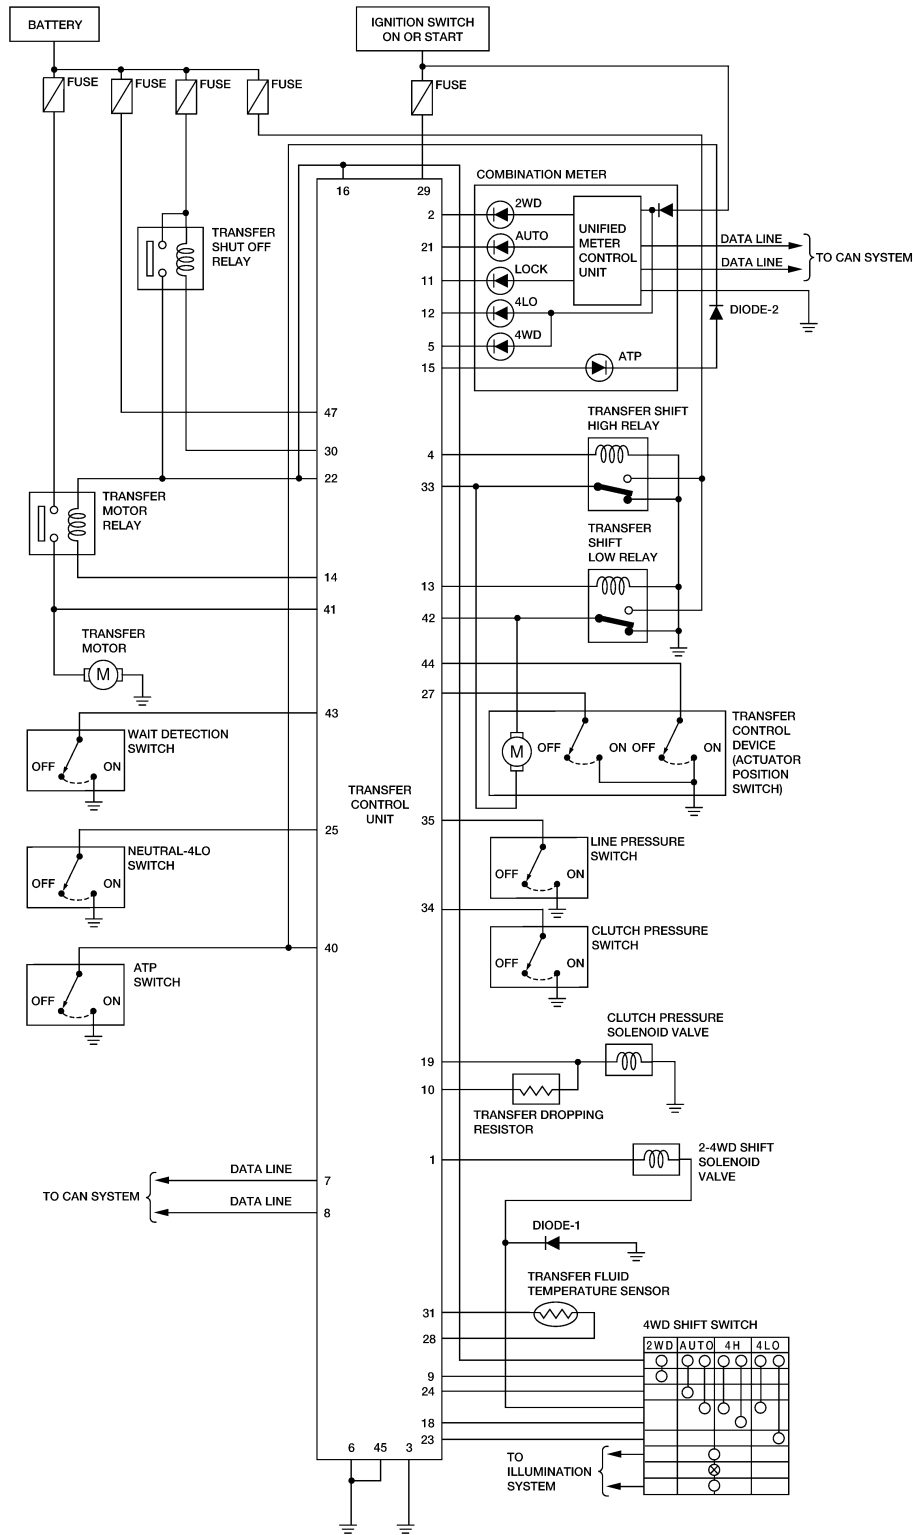 BATTERY
IGNITION SWITCH
ON OR START
FUSE
FUSE
FUSE
FUSE
FUSE
16
29
COMBINATION METER
2
2WD
21
AUTO
11
LOCK
12
4LO
5
4WD
15
ATP
UNIFIED
METER
CONTROL
UNIT
DATA LINE
DATA LINE
TO CAN SYSTEM
DIODE-2
TRANSFER
SHUT OFF
RELAY
47
30
22
TRANSFER
MOTOR
RELAY
14
41
TRANSFER
MOTOR
M
TRANSFER SHIFT
HIGH RELAY
4
33
TRANSFER
SHIFT
LOW RELAY
13
42
44
27
43
WAIT DETECTION
SWITCH
OFF
ON
M
OFF
ON
OFF
ON
TRANSFER
CONTROL
DEVICE
(ACTUATOR
POSITION
SWITCH)
TRANSFER
CONTROL
UNIT
25
NEUTRAL-4LO
SWITCH
OFF
ON
35
LINE PRESSURE
SWITCH
OFF
ON
34
CLUTCH PRESSURE
SWITCH
OFF
ON
40
ATP
SWITCH
OFF
ON
CLUTCH PRESSURE
SOLENOID VALVE
19
10
TRANSFER DROPPING
RESISTOR
1
2-4WD SHIFT
SOLENOID
VALVE
TO CAN SYSTEM
DATA LINE
7
DATA LINE
8
DIODE-1
TRANSFER FLUID
TEMPERATURE SENSOR
31
28
4WD SHIFT SWITCH
2WD
AUTO
4H
4LO
9
24
18
23
6
45
3
TO
ILLUMINATION
SYSTEM